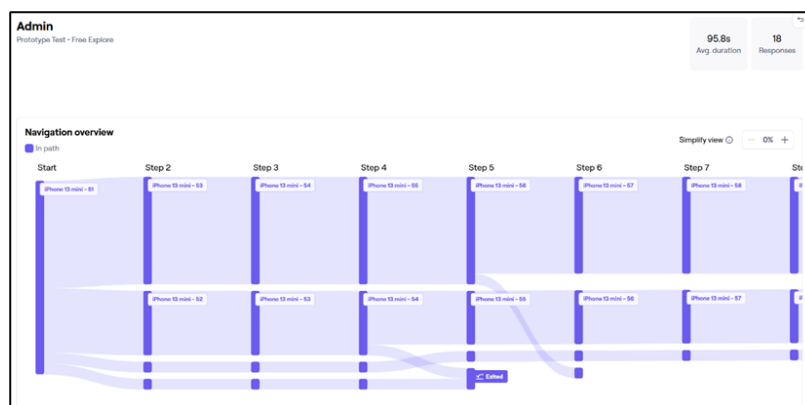 Admin
Prototype Test - Free Explore
95.8s
Avg. duration
18
Responses
Navigation overview
In path
Simplify view
0%
Start
Step 2
Step 3
Step 4
Step 5
Step 6
Step 7
iPhone 13 mini - 51
iPhone 13 mini - 53
iPhone 13 mini - 54
iPhone 13 mini - 55
iPhone 13 mini - 56
iPhone 13 mini - 57
iPhone 13 mini - 58
iPhone 13 mini - 52
iPhone 13 mini - 53
iPhone 13 mini - 54
iPhone 13 mini - 55
iPhone 13 mini - 56
iPhone 13 mini - 57
Exited